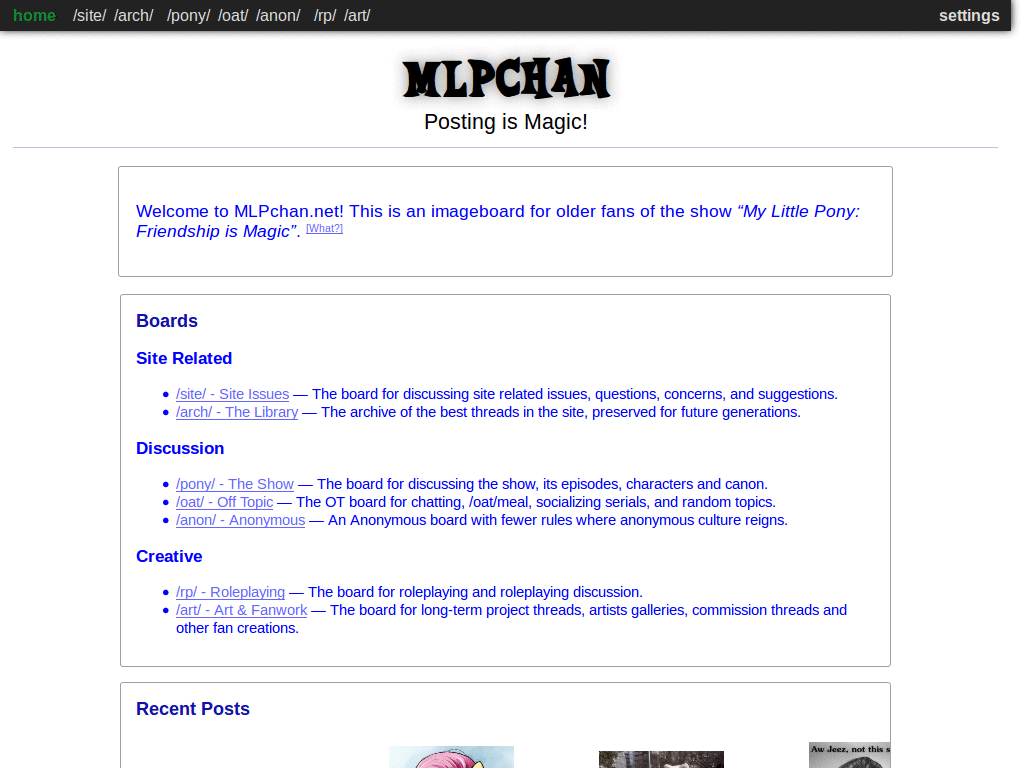 home /site/ /arch/ /pony/ /oat/ /anon/ /rp/ /art/ settings
MLPCHAN
Posting is Magic!
Welcome to MLPchan.net! This is an imageboard for older fans of the show “My Little Pony:
Friendship is Magic”. [What?]
Boards
Site Related
• /site/ - Site Issues — The board for discussing site related issues, questions, concerns, and suggestions.
• /arch/ - The Library — The archive of the best threads in the site, preserved for future generations.
Discussion
• /pony/ - The Show — The board for discussing the show, its episodes, characters and canon.
• /oat/ - Off Topic — The OT board for chatting, /oat/meal, socializing serials, and random topics.
• /anon/ - Anonymous — An Anonymous board with fewer rules where anonymous culture reigns.
Creative
• /rp/ - Roleplaying — The board for roleplaying and roleplaying discussion.
• /art/ - Art & Fanwork — The board for long-term project threads, artists galleries, commission threads and
other fan creations.
Recent Posts
Aw Jeez, not this s